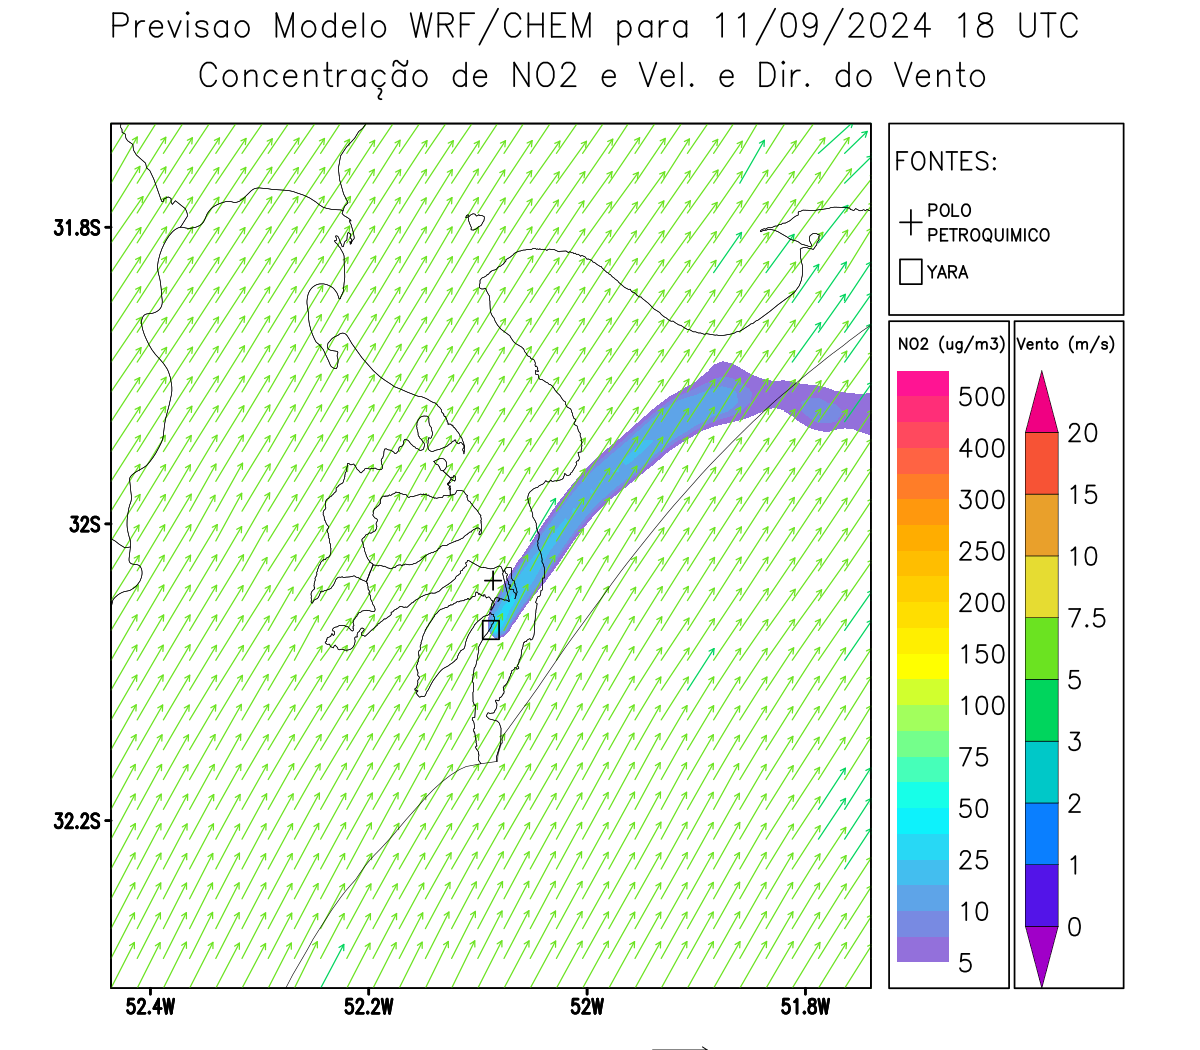 Previsao Modelo WRF/CHEM para 11/09/2024 18 UTC
Concentração de NO2 e Vel. e Dir. do Vento
FONTES:
POLO
PETROQUIMICO
YARA
NO2 (ug/m3)
500
400
300
250
200
150
100
75
50
25
10
5
Vento (m/s)
20
15
10
7.5
5
3
2
1
0
31.8S
32S
32.2S
52.4W
52.2W
52W
51.8W